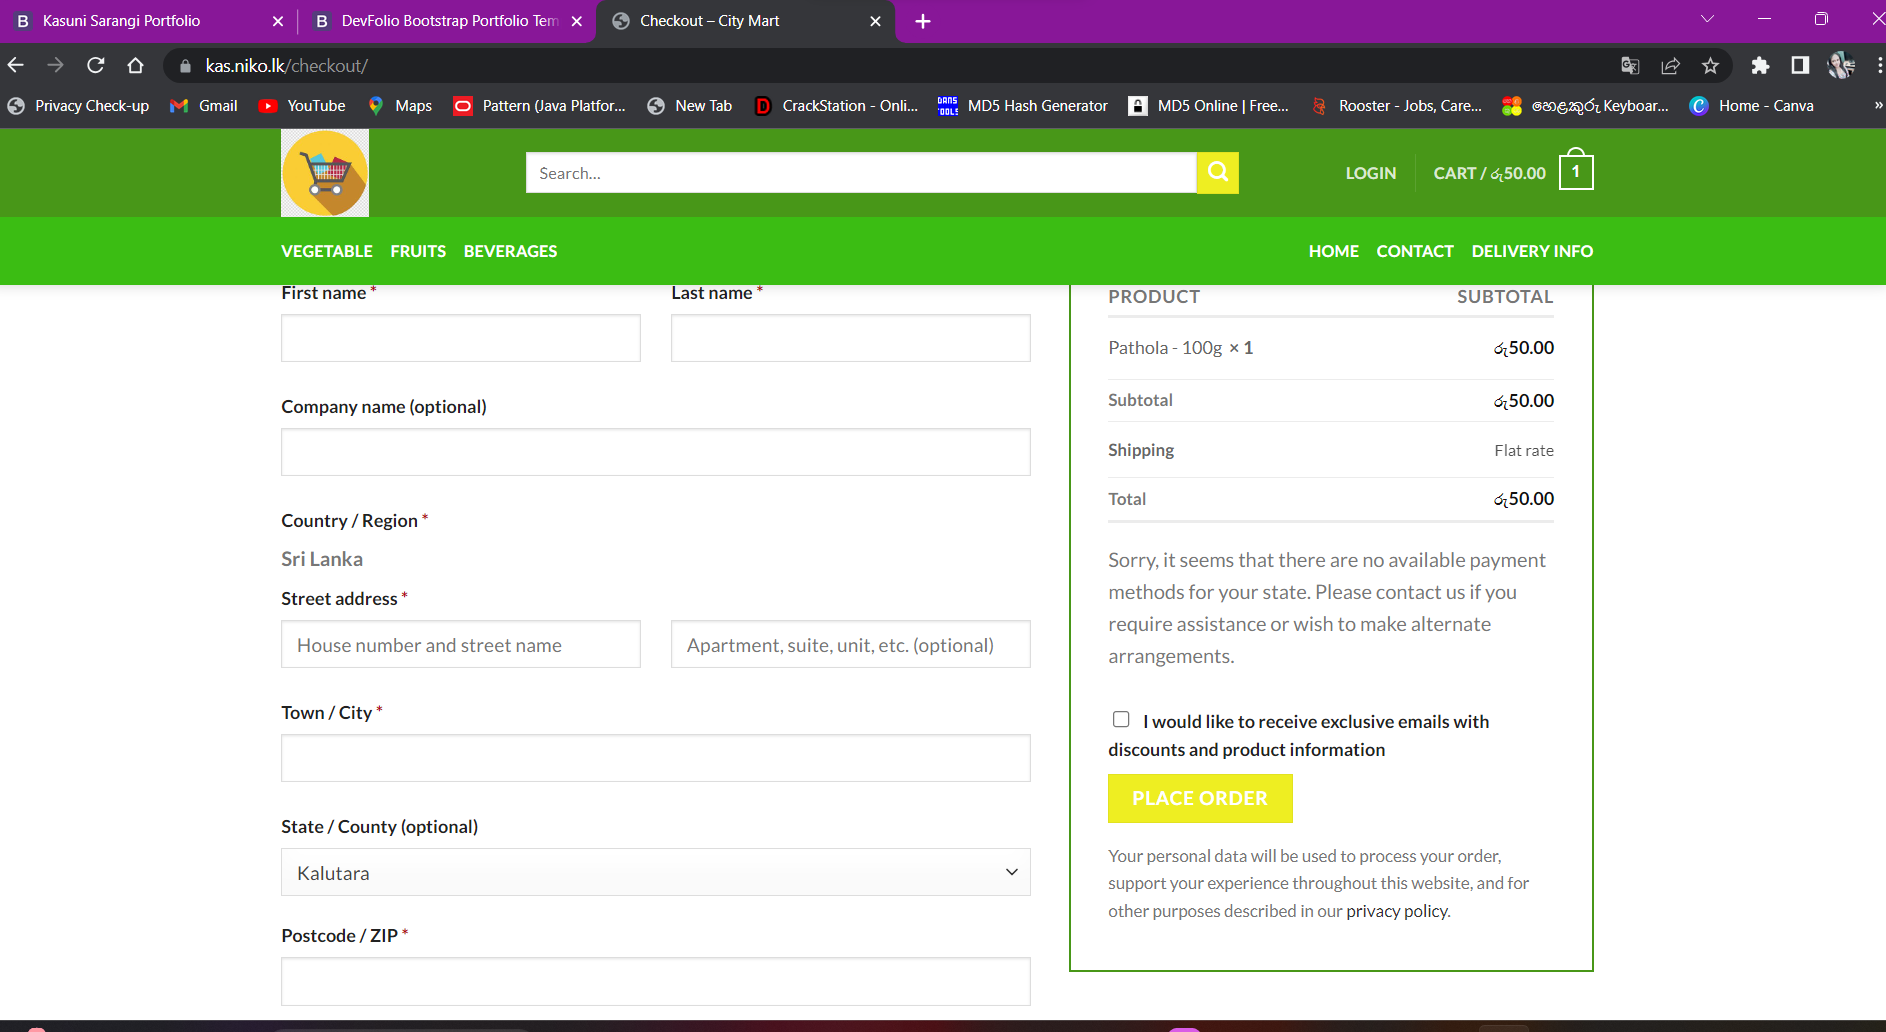 Kasuni Sarangi Portfolio
DevFolio Bootstrap Portfolio Tem
Checkout – City Mart
kas.niko.lk/checkout/
Privacy Check-up
Gmail
YouTube
Maps
Pattern (Java Platfor...
New Tab
CrackStation - Onli...
MD5 Hash Generator
MD5 Online | Free...
Rooster - Jobs, Care...
හෙළකුරු Keyboar...
Home - Canva
»
Search...
LOGIN
CART / රු50.00
1
VEGETABLE FRUITS BEVERAGES
HOME CONTACT DELIVERY INFO
First name *
Last name *
Company name (optional)
Country / Region *
Sri Lanka
Street address *
House number and street name
Apartment, suite, unit, etc. (optional)
Town / City *
State / County (optional)
Kalutara
Postcode / ZIP *
PRODUCT SUBTOTAL
Pathola - 100g × 1 රු50.00
Subtotal රු50.00
Shipping Flat rate
Total රු50.00
Sorry, it seems that there are no available payment
methods for your state. Please contact us if you
require assistance or wish to make alternate
arrangements.
I would like to receive exclusive emails with
discounts and product information
PLACE ORDER
Your personal data will be used to process your order,
support your experience throughout this website, and for
other purposes described in our privacy policy.